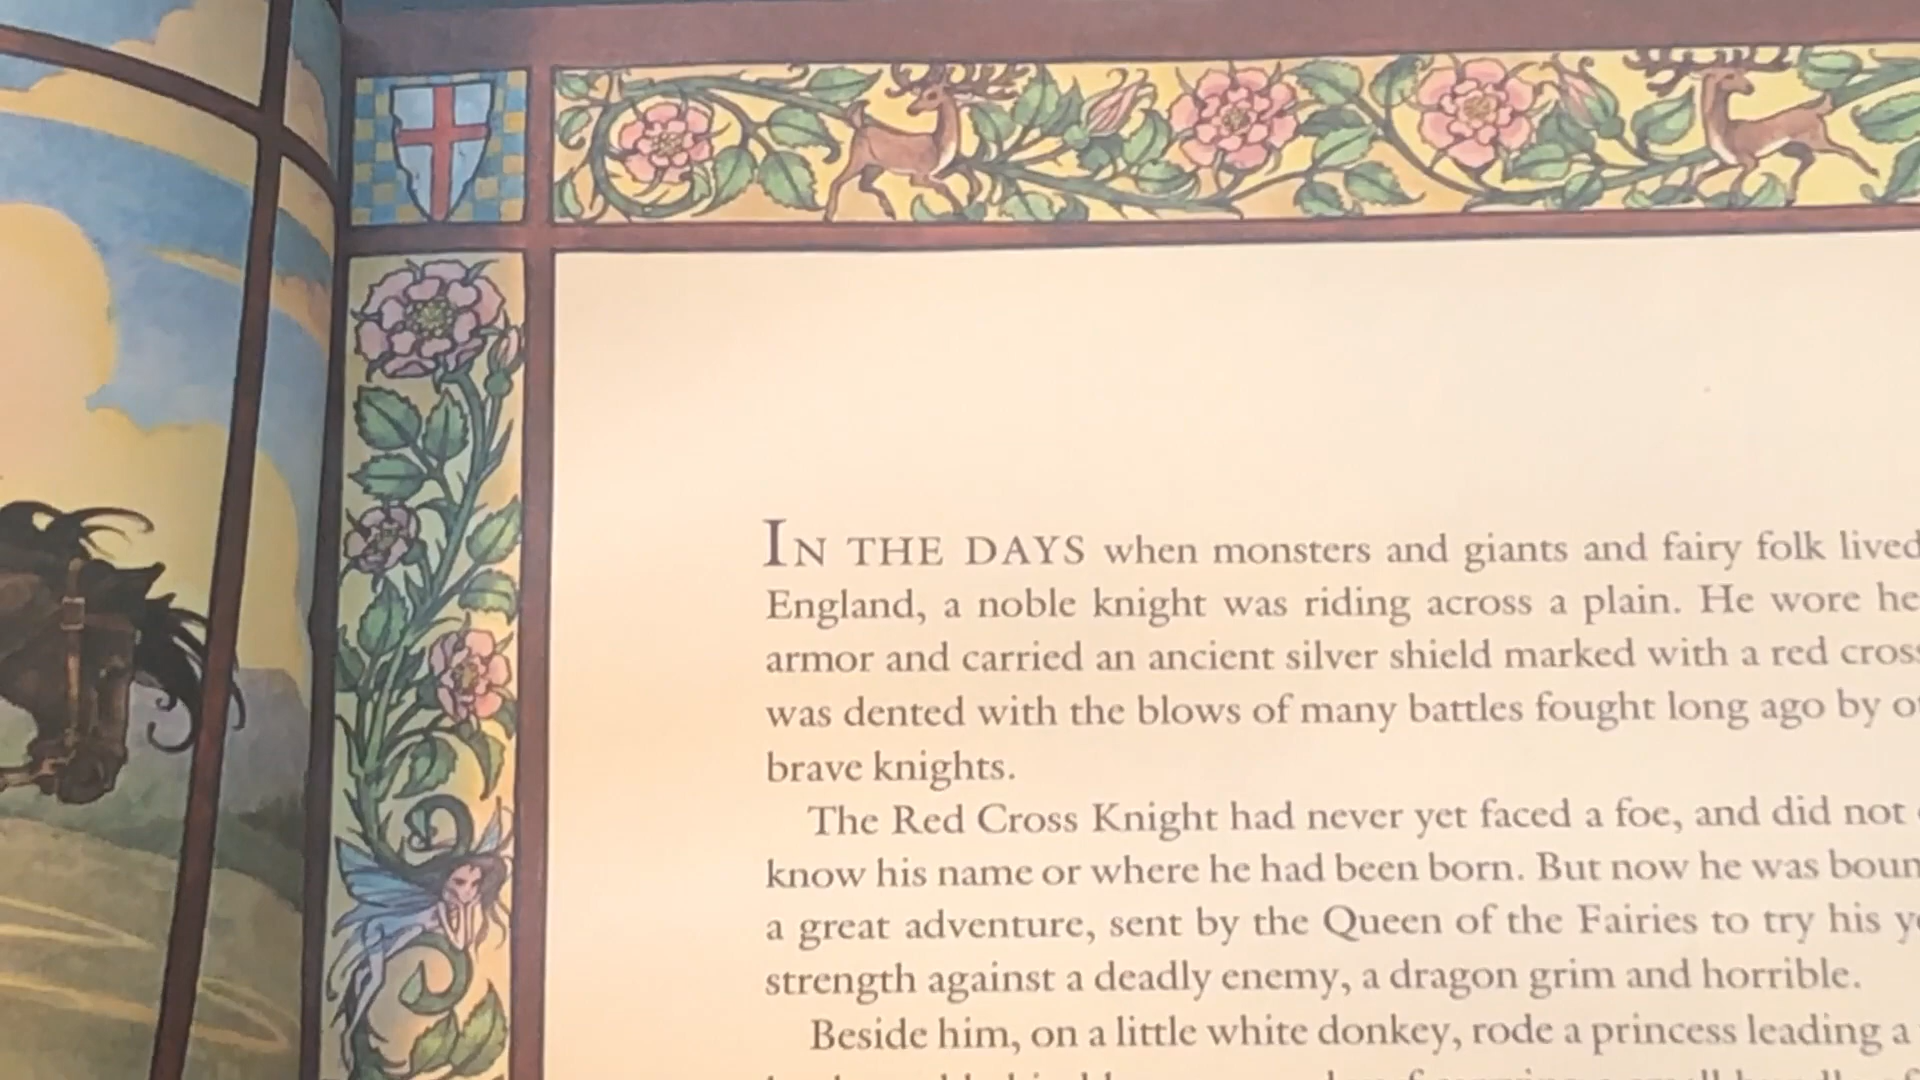 IN THE DAYS when monsters and giants and fairy folk lived
England, a noble knight was riding across a plain. He wore
armor and carried an ancient silver shield marked with a red cross
was dented with the blows of many battles fought long ago by
brave knights.
The Red Cross Knight had never yet faced a foe, and did not
know his name or where he had been born. But now he was
a great adventure, sent by the Queen of the Fairies to try his
strength against a deadly enemy, a dragon grim and horrible.
Beside him, on a little white donkey, rode a princess leading a